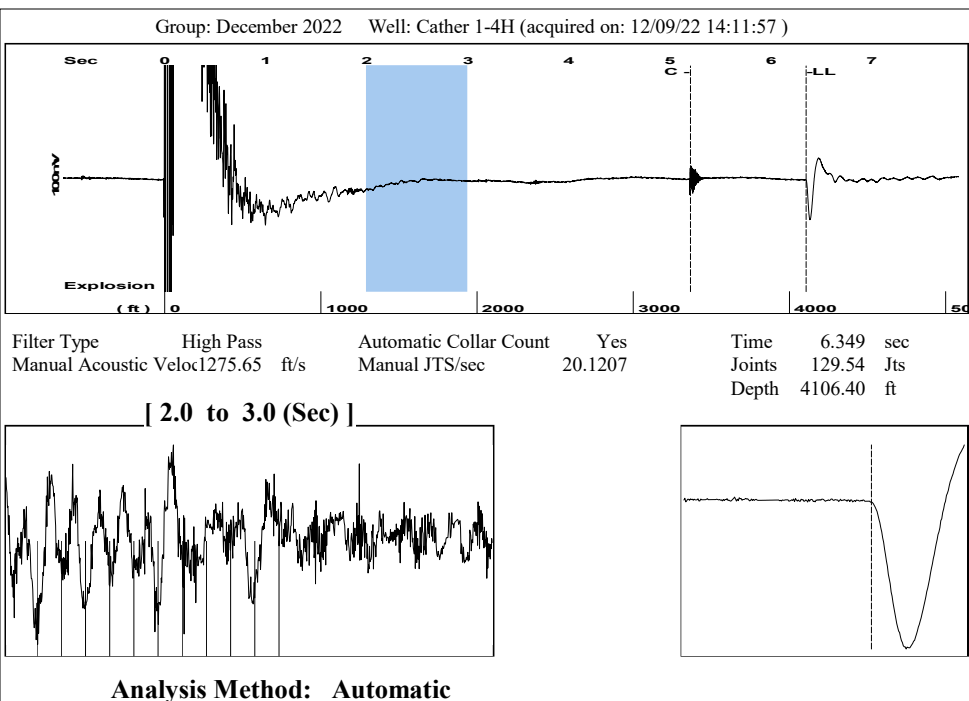 Group: December 2022 Well: Cather 1-4H (acquired on: 12/09/22 14:11:57 )
Sec 0 1 2 3 4 5 6 7
C
LL
100mV
Explosion
( ft ) 0 1000 2000 3000 4000 50
Filter Type High Pass Automatic Collar Count Yes Time 6.349 sec
Manual Acoustic Veloc1275.65 ft/s Manual JTS/sec 20.1207 Joints 129.54 Jts
Depth 4106.40 ft
[ 2.0 to 3.0 (Sec) ]
Analysis Method: Automatic